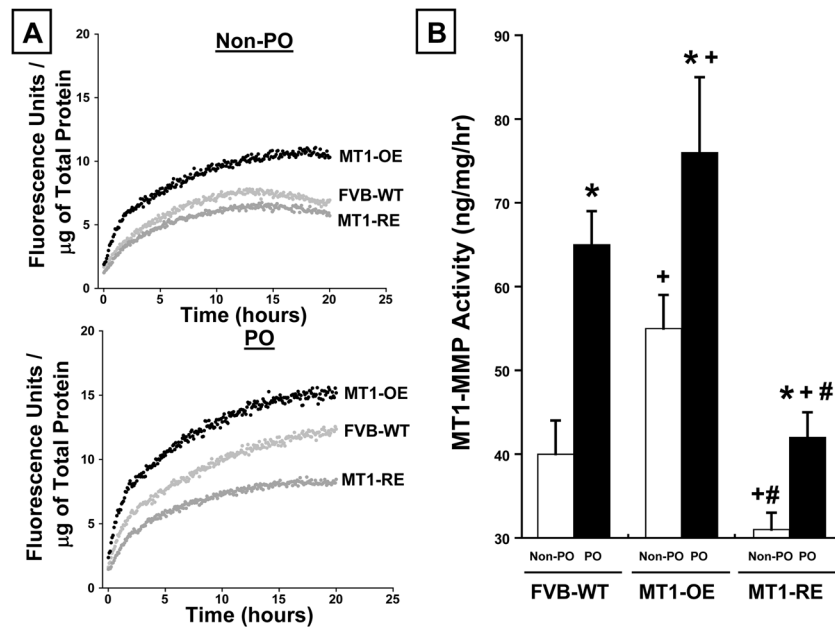 A
Non-PO
Fluorescence Units /
μg of Total Protein
20
15
10
5
0
MT1-OE
FVB-WT
MT1-RE
0 5 10 15 20 25
Time (hours)
PO
Fluorescence Units /
μg of Total Protein
20
15
10
5
0
MT1-OE
FVB-WT
MT1-RE
0 5 10 15 20 25
Time (hours)
B
MT1-MMP Activity (ng/mg/hr)
90
80
70
60
50
40
30
*
+
* +
+#
* + #
Non-PO PO Non-PO PO Non-PO PO
FVB-WT MT1-OE MT1-RE